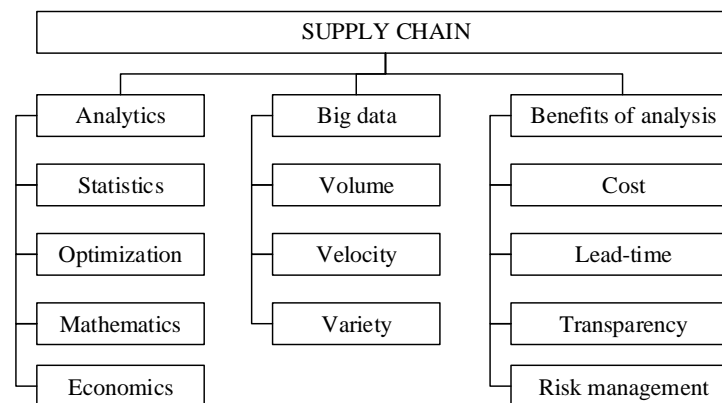 SUPPLY CHAIN
Analytics
Statistics
Optimization
Mathematics
Economics
Big data
Volume
Velocity
Variety
Benefits of analysis
Cost
Lead-time
Transparency
Risk management